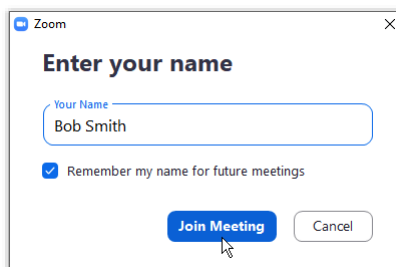 Zoom
Enter your name
Your Name
Bob Smith
Remember my name for future meetings
Join Meeting Cancel